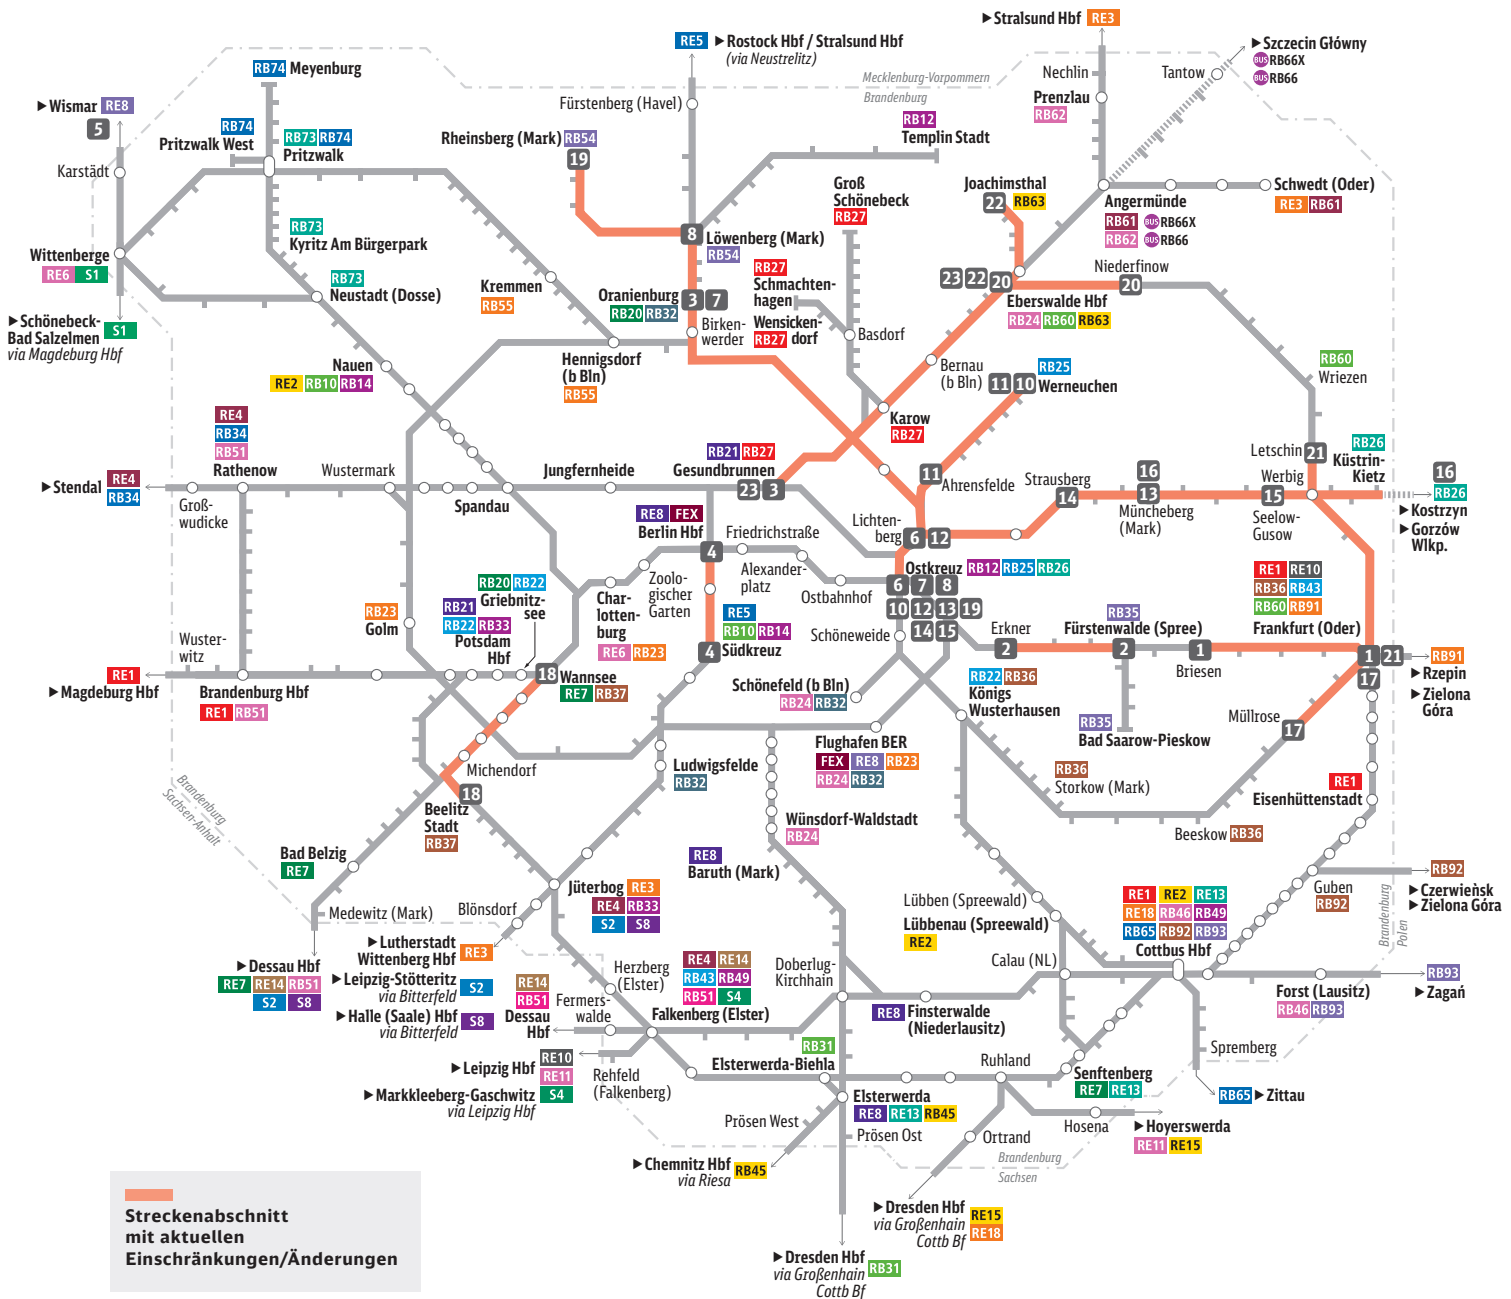 ▶ Stralsund Hbf RE3
RE5 ▶ Rostock Hbf / Stralsund Hbf
(via Neustrelitz)
▶ Szczecin Główny
BUS RB66X
BUS RB66
Mecklenburg-Vorpommern
Brandenburg
Nechlin
Tantow
Prenzlau
RB62
RB74 Meyenburg
▶ Wismar RE8
5
Fürstenberg (Havel)
RB74
Pritzwalk West
RB73 RB74
Pritzwalk
Rheinsberg (Mark) RB54
19
RB12
Templin Stadt
Karstädt
Groß
Schönebeck
RB27
Joachimsthal
22 RB63
Angermünde
RB61 BUS RB66X
RB62 BUS RB66
Schwedt (Oder)
RE3 RB61
RB73
Kyritz Am Bürgerpark
8
Löwenberg (Mark)
RB54
Wittenberge
RE6 S1
RB73
Neustadt (Dosse)
Kremmen
RB55
Oranienburg
RB20 RB32
3 7
RB27
Schmachten-
hagen
Wensicken-
dorf
RB27
23 22 20
Eberswalde Hbf
RB24 RB60 RB63
Niederfinow
20
▶ Schönebeck-
Bad Salzelmen
via Magdeburg Hbf
S1
Birken-
werder
Basdorf
Nauen
RE2 RB10 RB14
Hennigsdorf
(b Bln)
RB55
Bernau
(b Bln)
RB25
11 10 Werneuchen
RB60
Wriezen
Karow
RB27
RE4
RB34
RB51
Rathenow
Wustermark
Jungfernheide
RB21 RB27
Gesundbrunnen
23 3
11
Ahrensfelde
Strausberg
14
16
13
Müncheberg
(Mark)
Letschin
21
RB26
Küstrin-
Kietz
Werbig
15
Seelow-
Gusow
16
RB26
▶ Kostrzyn
▶ Gorzów
Wlkp.
▶ Stendal RE4
RB34
Groß-
wudicke
Spandau
RE8 FEX
Berlin Hbf
4
Friedrichstraße
Alexander-
platz
Ostbahnhof
Lichten-
berg
6 12
Ostkreuz RB12 RB25 RB26
6 7 8
10 12 13 19
14 15
Zoolo-
gischer
Garten
RB20 RB22
Griebnitz-
see
RB21
RB22 RB33
Potsdam
Hbf
Char-
lotten-
burg
RE6 RB23
RB23
Golm
RE5
RB10 RB14
4 Südkreuz
Schöneweide
Erkner
2
RB35
Fürstenwalde (Spree)
2
1
Briesen
RE1 RE10
RB36 RB43
RB60 RB91
Frankfurt (Oder)
1 21
17
RB91
▶ Rzepin
▶ Zielona
Góra
Wuster-
witz
RE1
▶ Magdeburg Hbf
Brandenburg Hbf
RE1 RB51
18 Wannsee
RE7 RB37
Schönefeld (b Bln)
RB24 RB32
RB22 RB36
Königs
Wusterhausen
RB35
Bad Saarow-Pieskow
Müllrose
17
Flughafen BER
FEX RE8 RB23
RB24 RB32
Michendorf
Ludwigsfelde
RB32
RB36
Storkow (Mark)
RE1
Eisenhüttenstadt
Beeskow RB36
Brandenburg
Sachsen-Anhalt
18
Beelitz
Stadt
RB37
Wünsdorf-Waldstadt
RB24
Bad Belzig
RE7
RE8
Baruth (Mark)
RB92
▶ Czerwieńsk
▶ Zielona Góra
Guben
RB92
Brandenburg
Polen
Jüterbog RE3
RE4 RB33
S2 S8
Blönsdorf
Medewitz (Mark)
Lübben (Spreewald)
Lübbenau (Spreewald)
RE2
RE1 RE2 RE13
RE18 RB46 RB49
RB65 RB92 RB93
Cottbus Hbf
▶ Lutherstadt
Wittenberg Hbf
RE3
▶ Dessau Hbf
RE7 RE14 RB51
S2 S8
▶ Leipzig-Stötteritz
via Bitterfeld
S2
▶ Halle (Saale) Hbf
via Bitterfeld
S8
RE14
RB51
Dessau
Hbf
Herzberg
(Elster)
Fermers-
walde
RE4 RE14
RB43 RB49
RB51 S4
Falkenberg (Elster)
Doberlug-
Kirchhain
Calau (NL)
RE8 Finsterwalde
(Niederlausitz)
Forst (Lausitz)
RB46 RB93
RB93
▶ Zagań
▶ Leipzig Hbf RE10
RE11
▶ Markkleeberg-Gaschwitz S4
via Leipzig Hbf
Rehfeld
(Falkenberg)
RB31
Elsterwerda-Biehla
Elsterwerda
RE8 RE13 RB45
Ruhland
Senftenberg
RE7 RE13
Spremberg
RB65 ▶ Zittau
Prösen West
Prösen Ost
Hosena
▶ Hoyerswerda
RE11 RE15
Ortrand
Brandenburg
Sachsen
▶ Chemnitz Hbf RB45
via Riesa
▶ Dresden Hbf
via Großenhain
Cottb Bf
RE15
RE18
▶ Dresden Hbf
via Großenhain
Cottb Bf
RB31
Streckenabschnitt
mit aktuellen
Einschränkungen/Änderungen